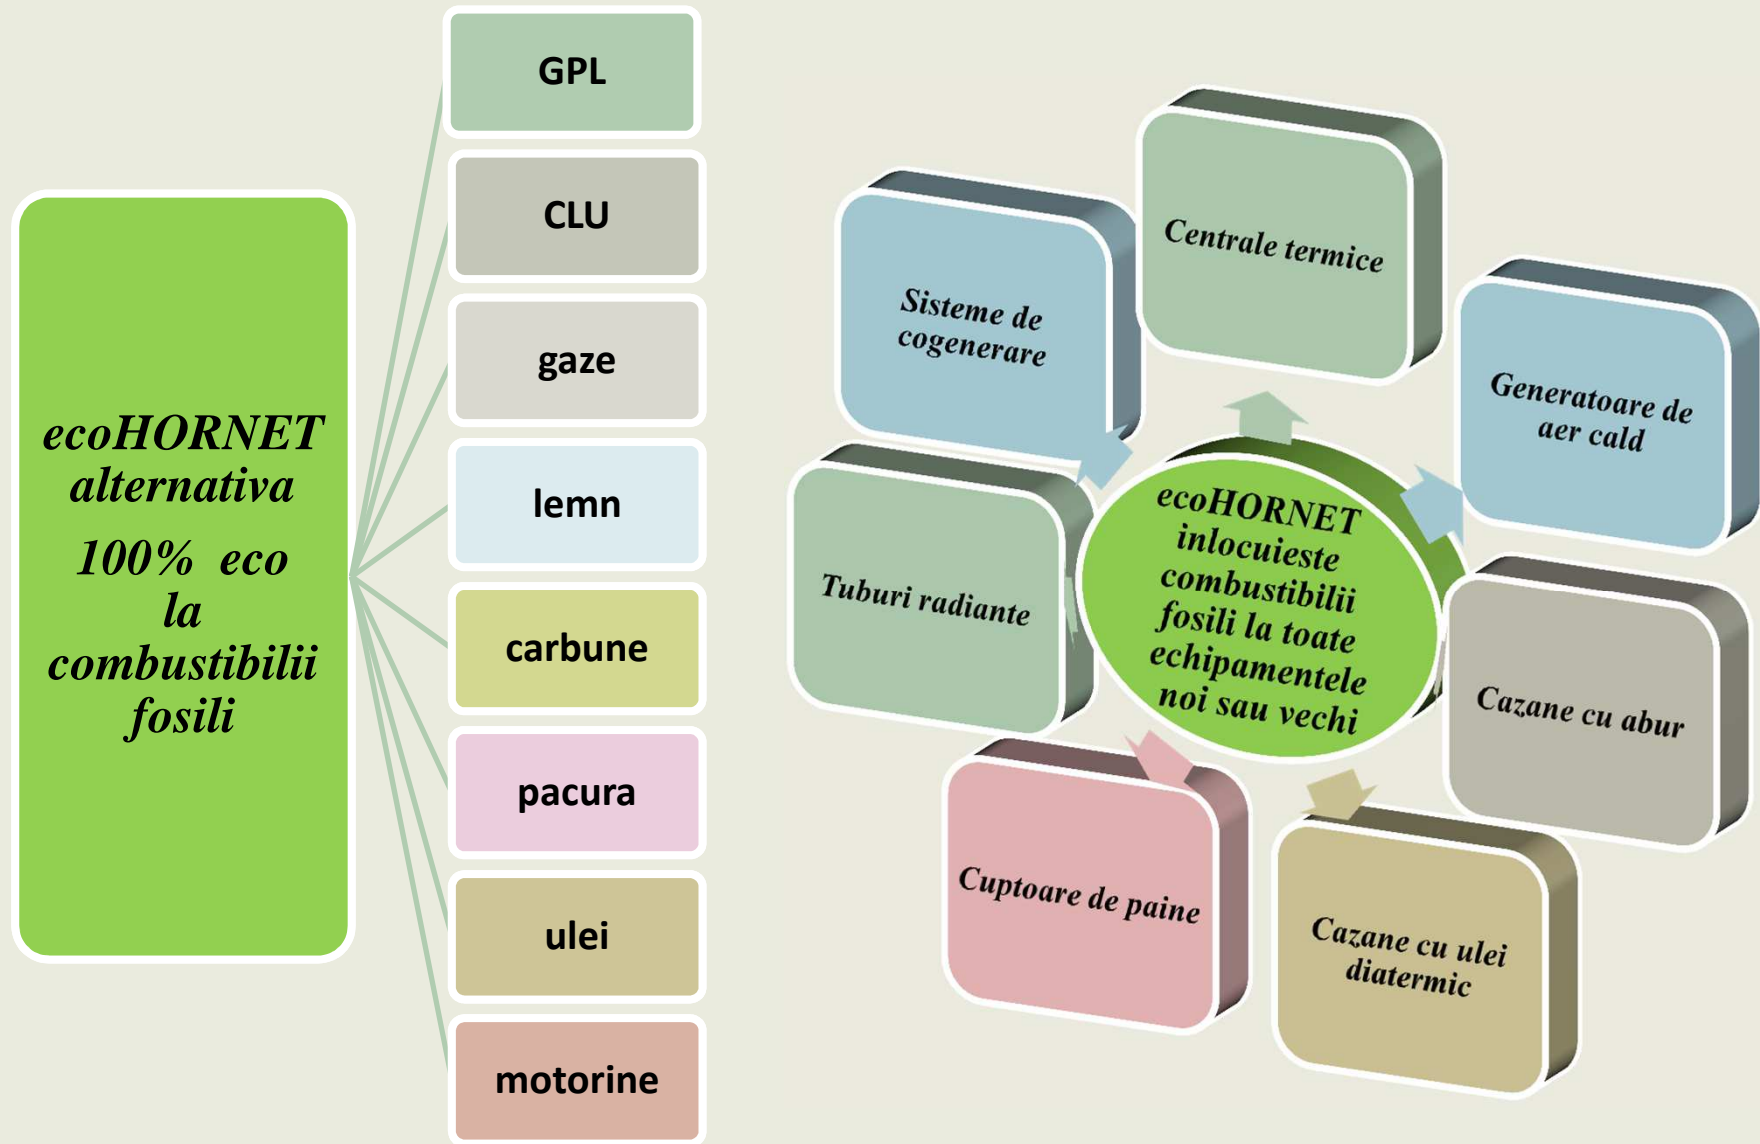 ecoHORNET
alternativa
100% eco
la
combustibilii
fosili
GPL
CLU
gaze
lemn
carbune
pacura
ulei
motorine
Centrale termice
Generatoare de
aer cald
Cazane cu abur
Cazane cu ulei
diatermic
Cuptoare de paine
Tuburi radiante
Sisteme de
cogenerare
ecoHORNET
inlocuieste
combustibilii
fosili la toate
echipamentele
noi sau vechi